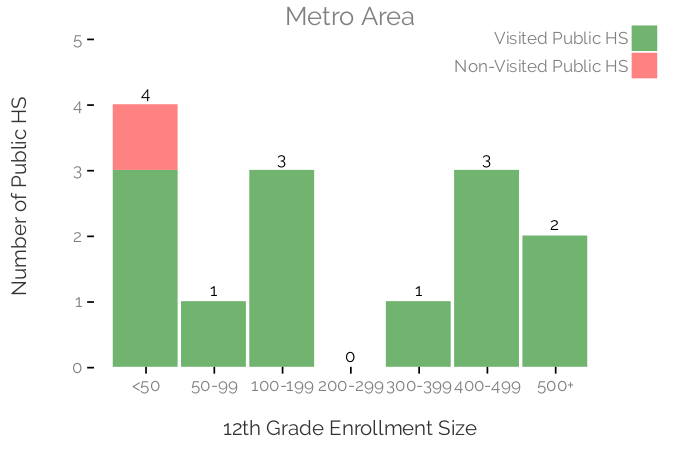 Metro Area
Visited Public HS
Non-Visited Public HS
Number of Public HS
5
4
3
2
1
0
4
1
3
0
1
3
2
<50 50-99 100-199 200-299 300-399 400-499 500+
12th Grade Enrollment Size